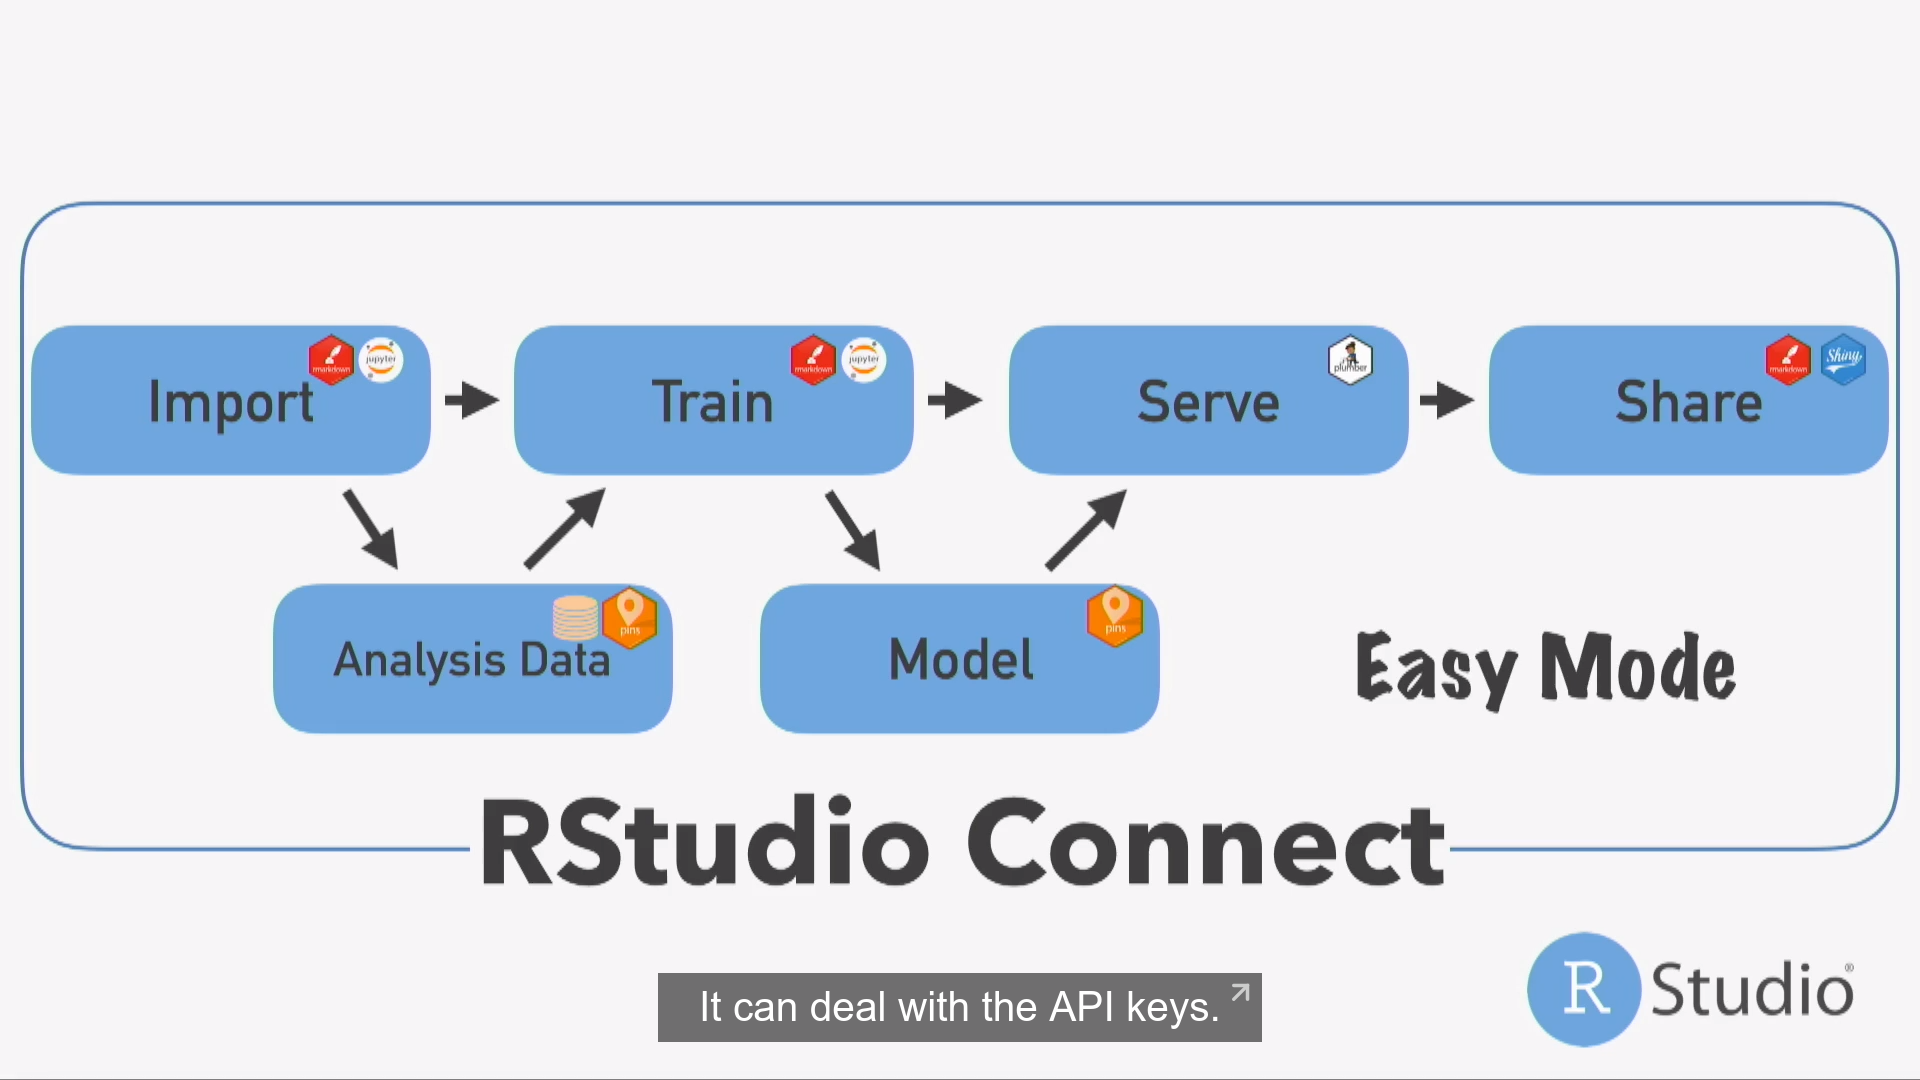 rmarkdown
jupyter
Import
rmarkdown
jupyter
Train
plumber
Serve
rmarkdown
Shiny
Share
pins
Analysis Data
pins
Model
Easy Mode
RStudio Connect
R Studio®
It can deal with the API keys.